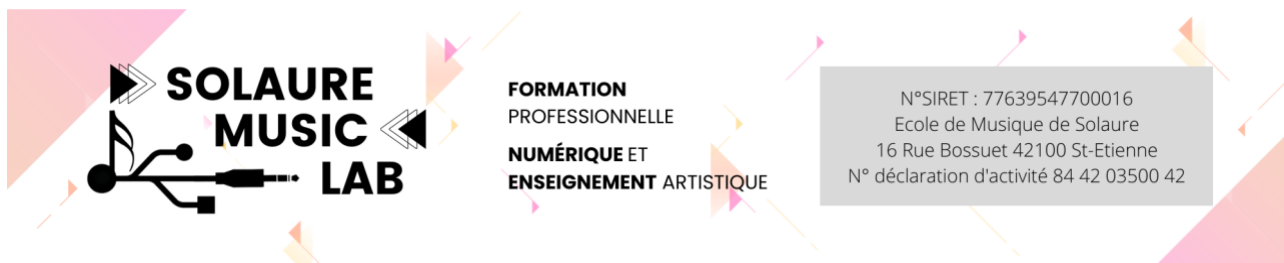 SOLAURE
MUSIC
LAB
FORMATION
PROFESSIONNELLE
NUMÉRIQUE ET
ENSEIGNEMENT ARTISTIQUE
N°SIRET : 77639547700016
Ecole de Musique de Solaure
16 Rue Bossuet 42100 St-Etienne
N° déclaration d'activité 84 42 03500 42